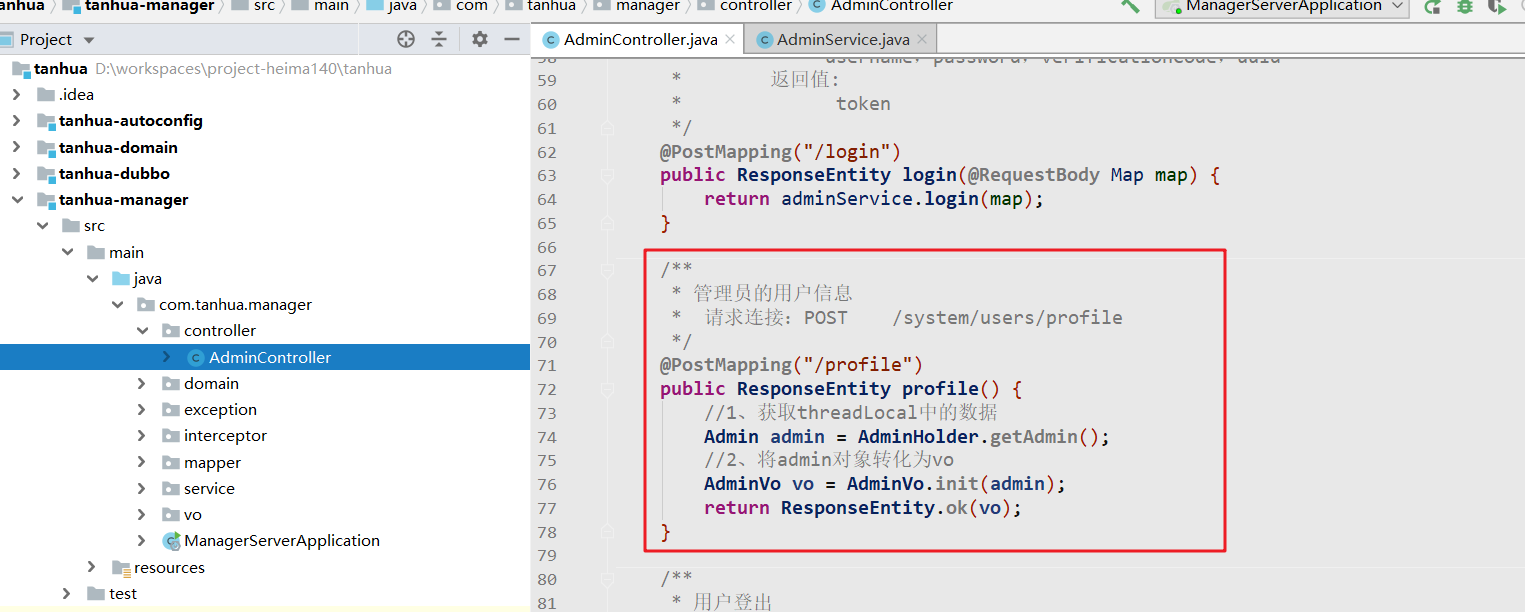 anhua
tanhua-manager
src
main
java
com
tanhua
manager
controller
AdminController
ManagerServerApplication
Project
tanhua D:\workspaces\project-heima140\tanhua
.idea
tanhua-autoconfig
tanhua-domain
tanhua-dubbo
tanhua-manager
src
main
java
com.tanhua.manager
controller
AdminController
domain
exception
interceptor
mapper
service
vo
ManagerServerApplication
resources
test
AdminController.java
AdminService.java
58 username, password, verificationCode, uuid
59 * 返回值:
60 * token
61 */
62 @PostMapping("/login")
63 public ResponseEntity login(@RequestBody Map map) {
64 return adminService.login(map);
65 }
66
67 /**
68 * 管理员的用户信息
69 * 请求连接：POST /system/users/profile
70 */
71 @PostMapping("/profile")
72 public ResponseEntity profile() {
73 //1、获取threadLocal中的数据
74 Admin admin = AdminHolder.getAdmin();
75 //2、将admin对象转化为vo
76 AdminVo vo = AdminVo.init(admin);
77 return ResponseEntity.ok(vo);
78 }
79
80 /**
81 * 用户登出